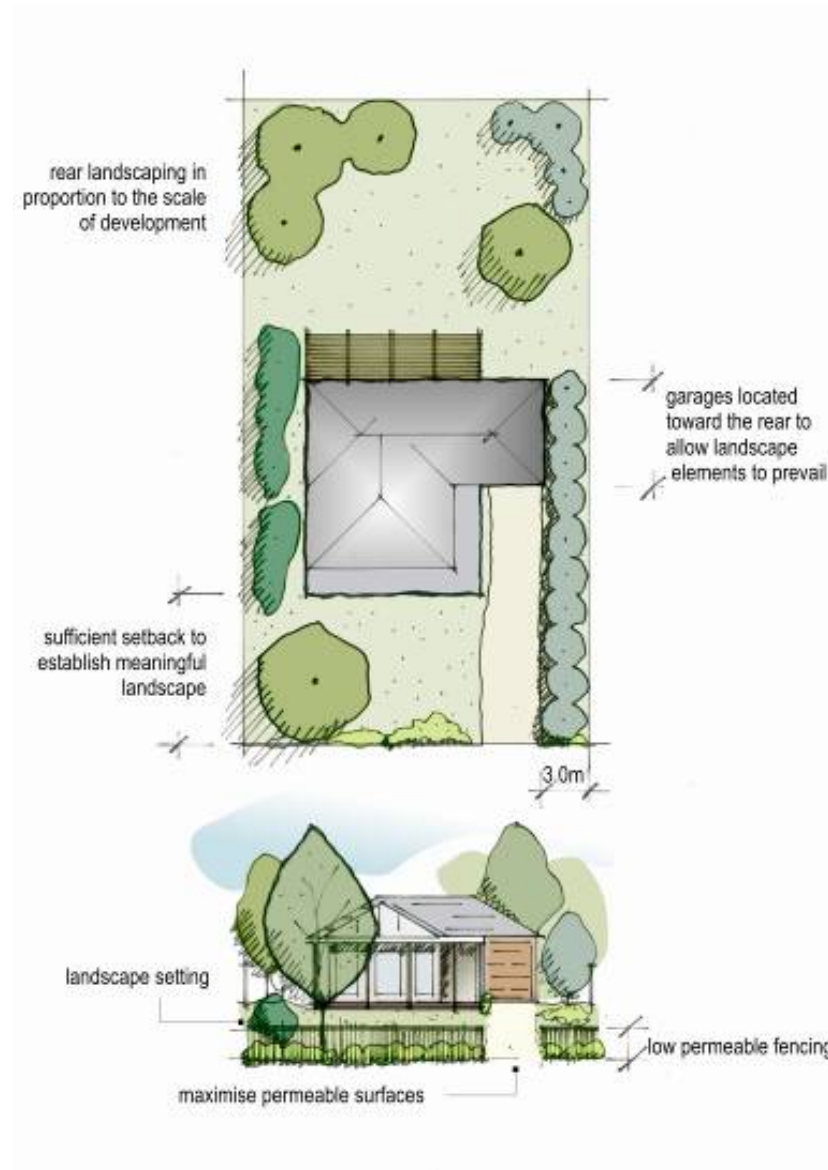 rear landscaping in
proportion to the scale
of development
garages located
toward the rear to
allow landscape
elements to prevail
sufficient setback to
establish meaningful
landscape
3.0m
landscape setting
low permeable fencing
maximise permeable surfaces